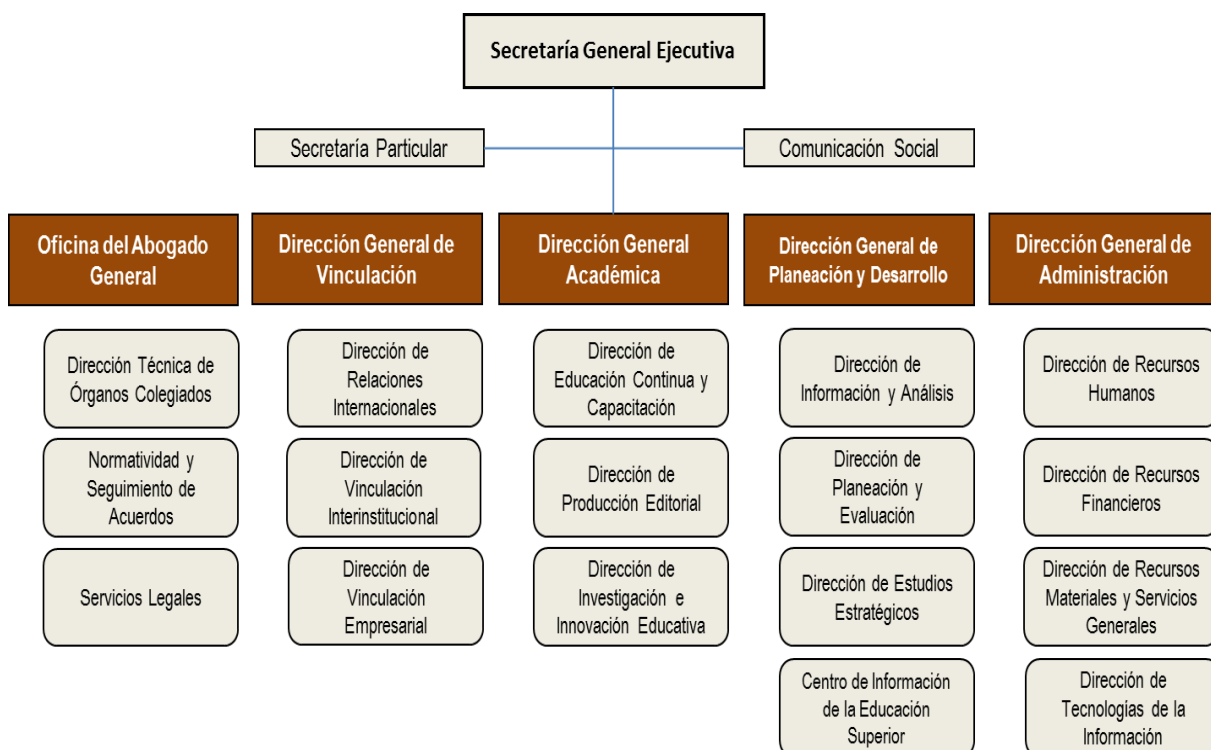 Secretaría General Ejecutiva
Secretaría Particular
Comunicación Social
Oficina del Abogado
General
Dirección General de
Vinculación
Dirección General
Académica
Dirección General de
Planeación y Desarrollo
Dirección General de
Administración
Dirección Técnica de
Órganos Colegiados
Dirección de
Relaciones
Internacionales
Dirección de
Educación Continua y
Capacitación
Dirección de
Información y Análisis
Dirección de Recursos
Humanos
Normatividad y
Seguimiento de
Acuerdos
Dirección de
Vinculación
Interinstitucional
Dirección de
Producción Editorial
Dirección de
Planeación y
Evaluación
Dirección de Recursos
Financieros
Servicios Legales
Dirección de
Vinculación
Empresarial
Dirección de
Investigación e
Innovación Educativa
Dirección de Estudios
Estratégicos
Dirección de Recursos
Materiales y Servicios
Generales
Centro de Información
de la Educación
Superior
Dirección de
Tecnologías de la
Información